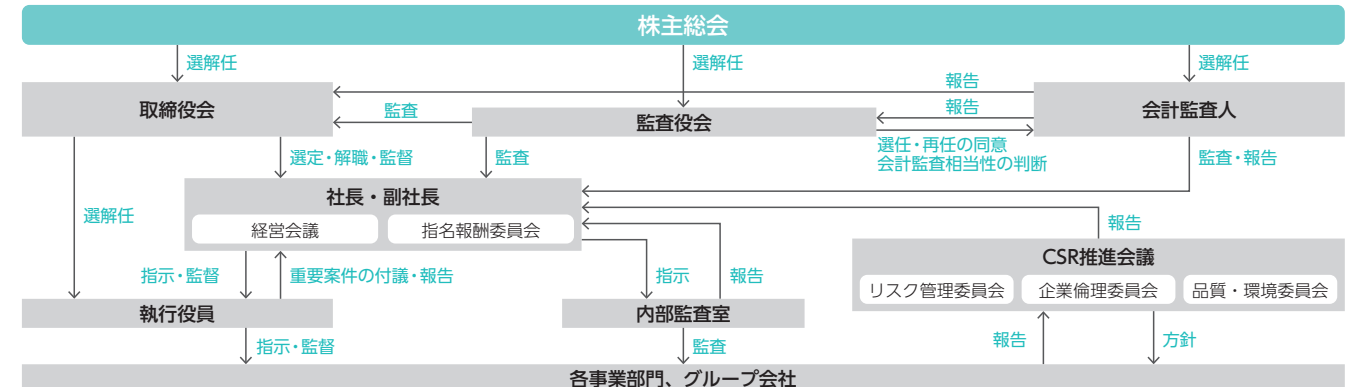 株主総会
選解任
選解任
選解任
報告
取締役会
監査
監査役会
報告
会計監査人
選任・再任の同意
会計監査相当性の判断
選定・解職・監督
監査
監査・報告
社長・副社長
経営会議
指名報酬委員会
選解任
報告
CSR推進会議
リスク管理委員会
企業倫理委員会
品質・環境委員会
指示・監督
重要案件の付議・報告
指示
報告
執行役員
内部監査室
指示・監督
監査
報告
方針
各事業部門、グループ会社